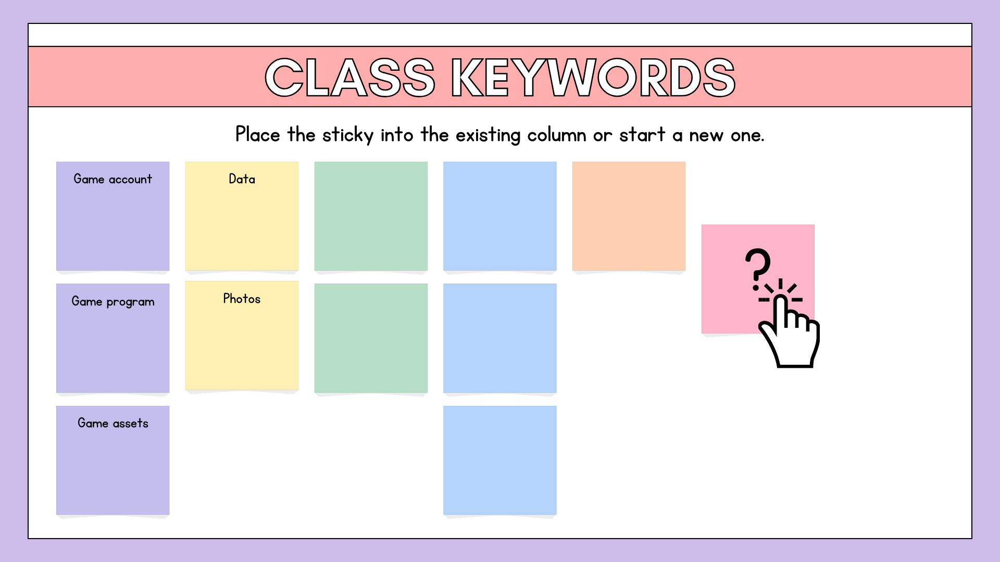 CLASS KEYWORDS
Place the sticky into the existing column or start a new one.
Game account
Data
?
Game program
Photos
Game assets